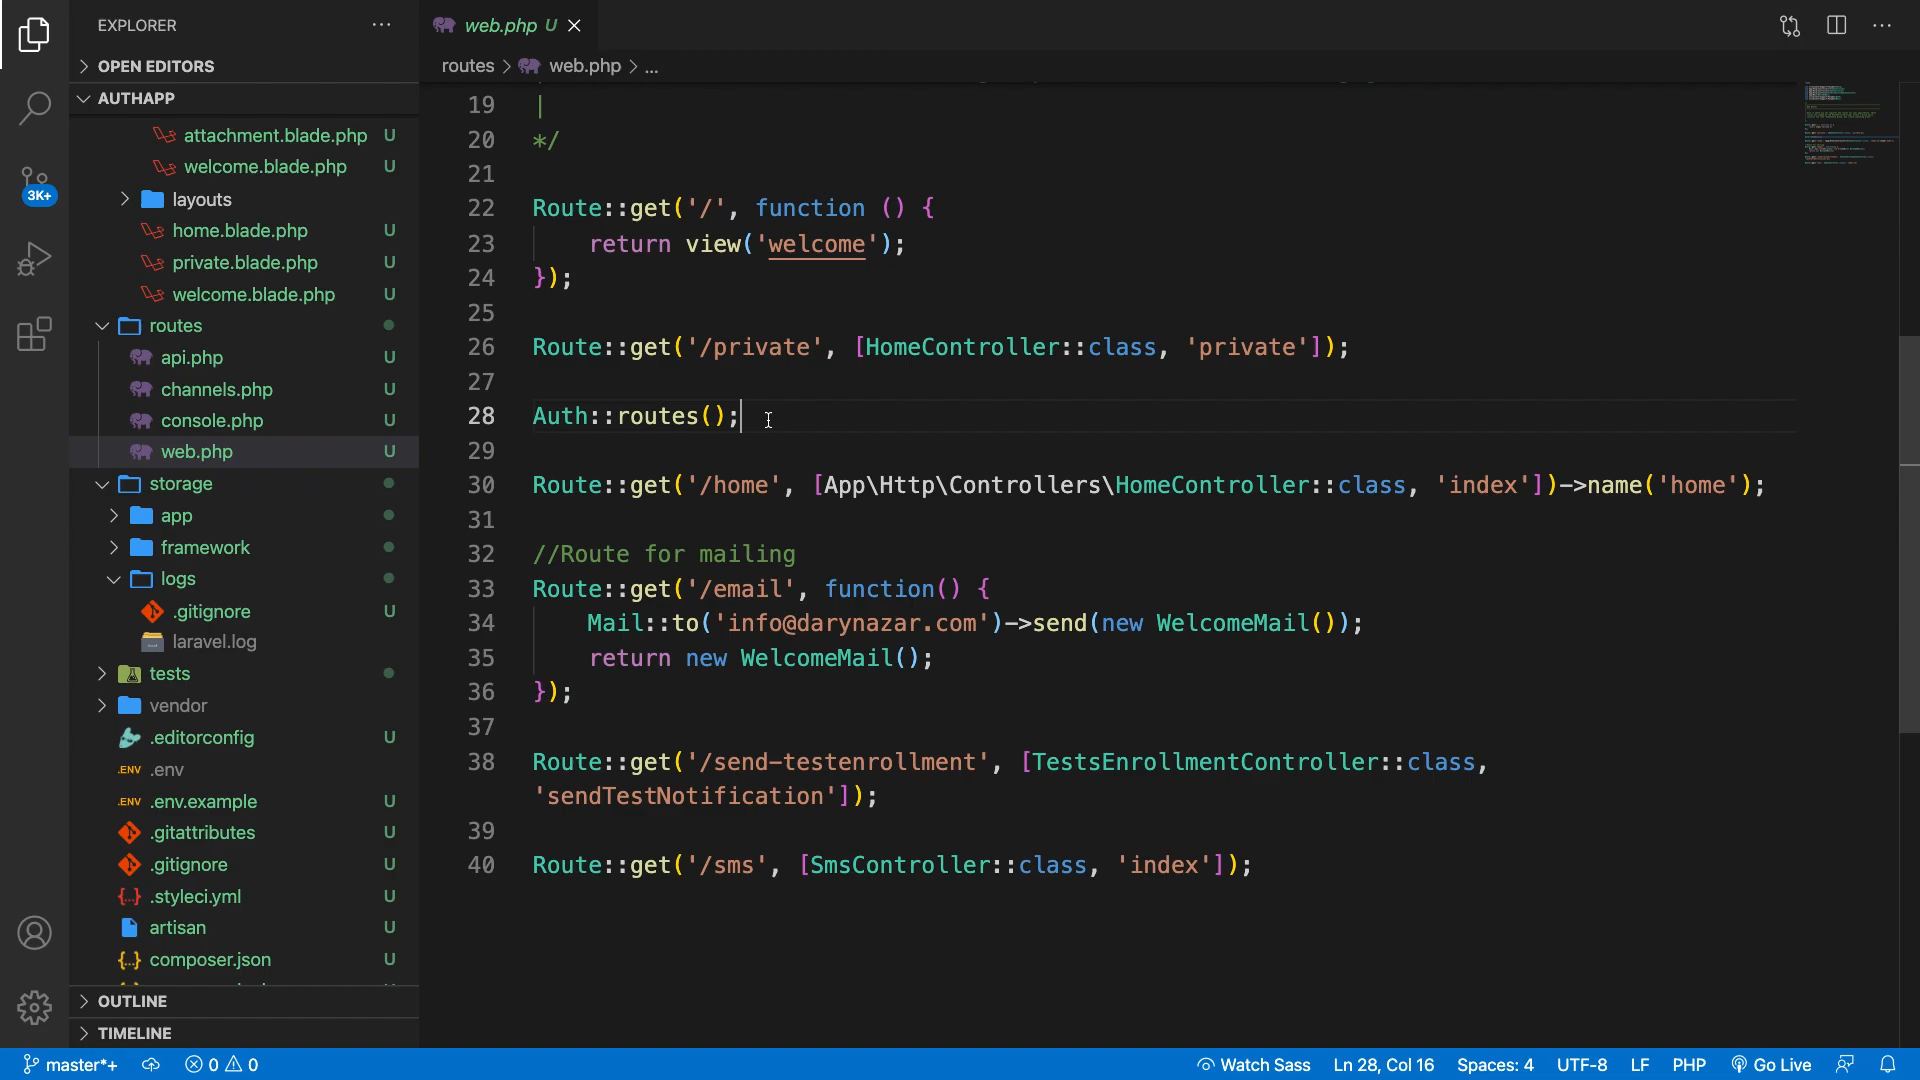 EXPLORER
OPEN EDITORS
AUTHAPP
attachment.blade.php U
welcome.blade.php U
layouts
home.blade.php U
private.blade.php U
welcome.blade.php U
routes
api.php U
channels.php U
console.php U
web.php U
storage
app
framework
logs
.gitignore U
laravel.log
tests
vendor
.editorconfig U
.ENV .env
.ENV .env.example U
.gitattributes U
.gitignore U
.styleci.yml U
artisan U
composer.json U
OUTLINE
TIMELINE
3K+
web.php U
routes > web.php > ...
19 |
20 */
21
22 Route::get('/', function () {
23 return view('welcome');
24 });
25
26 Route::get('/private', [HomeController::class, 'private']);
27
28 Auth::routes();
29
30 Route::get('/home', [App\Http\Controllers\HomeController::class, 'index'])->name('home');
31
32 //Route for mailing
33 Route::get('/email', function() {
34 Mail::to('info@darynazar.com')->send(new WelcomeMail());
35 return new WelcomeMail();
36 });
37
38 Route::get('/send-testenrollment', [TestsEnrollmentController::class,
'sendTestNotification']);
39
40 Route::get('/sms', [SmsController::class, 'index']);
master*+ 0 0 Watch Sass Ln 28, Col 16 Spaces: 4 UTF-8 LF PHP Go Live